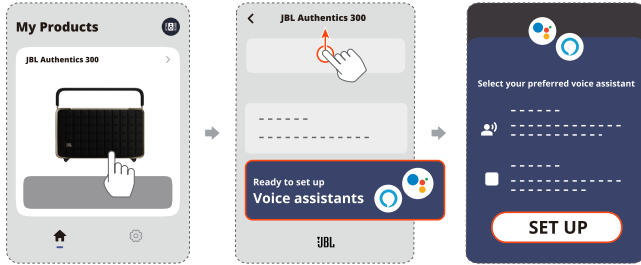 My Products
JBL Authentics 300
JBL
JBL Authentics 300
Ready to set up
Voice assistants
JBL
Select your preferred voice assistant
SET UP